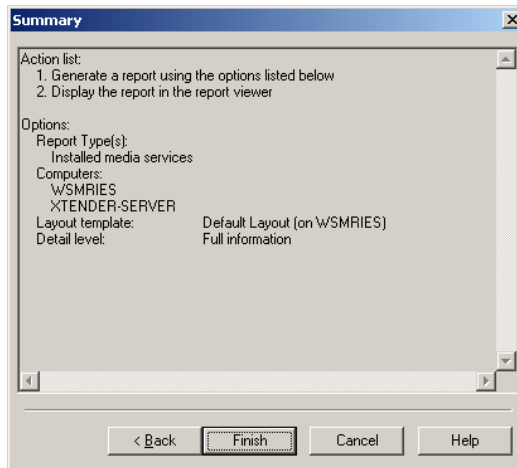 Summary
Action list:
1. Generate a report using the options listed below
2. Display the report in the report viewer
Options:
Report Type(s):
Installed media services
Computers:
WSMRIES
XTENDER-SERVER
Layout template: Default Layout (on WSMRIES)
Detail level: Full information
< Back Finish Cancel Help